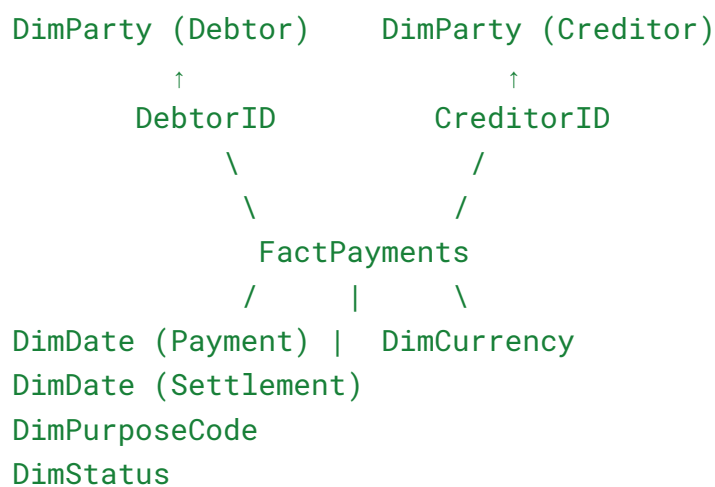 DimParty (Debtor)    DimParty (Creditor)
↑                    ↑
DebtorID          CreditorID
\              /
\            /
FactPayments
/     |     \
DimDate (Payment) |  DimCurrency
DimDate (Settlement)
DimPurposeCode
DimStatus